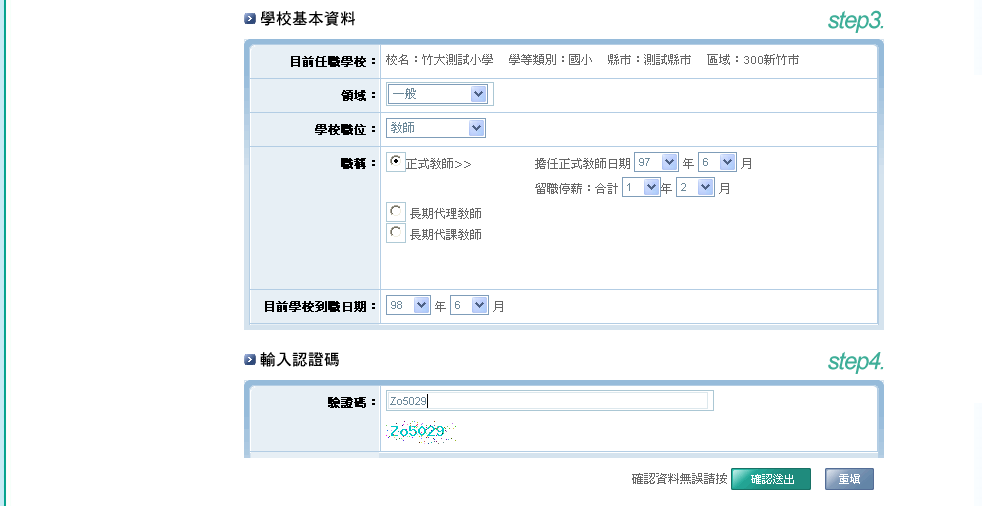 學校基本資料
step3.
目前任職學校： 校名：竹大測試小學 學等類別：國小 縣市：測試縣市 區域：300新竹市
領域： 一般
學校職位： 教師
職稱： 正式教師>> 擔任正式教師日期 97 年 6 月
留職停薪：合計 1 年 2 月
長期代理教師
長期代課教師
目前學校到職日期： 98 年 6 月
輸入認證碼
step4.
驗證碼： Zo5029
Zo5029
確認資料無誤請按 確認送出 重填